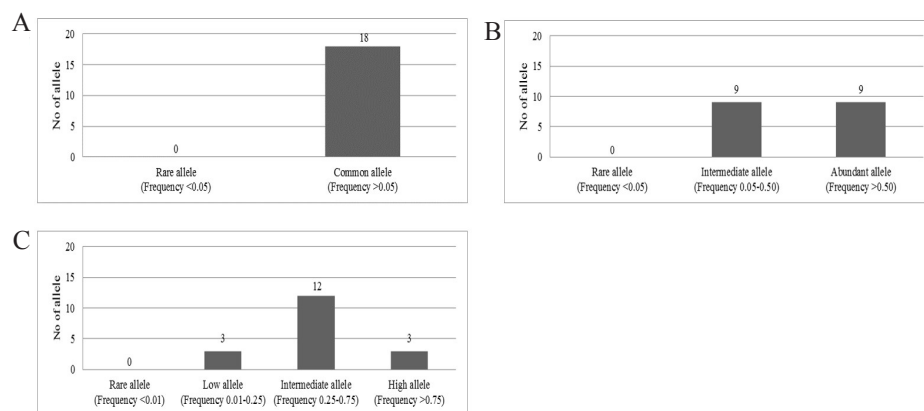 A
No of allele
20
15
10
5
0
0
18
Rare allele
(Frequency <0.05)
Common allele
(Frequency >0.05)
B
No of allele
20
15
10
5
0
0
9
9
Rare allele
(Frequency <0.05)
Intermediate allele
(Frequency 0.05-0.50)
Abundant allele
(Frequency >0.50)
C
No of allele
20
15
10
5
0
0
3
12
3
Rare allele
(Frequency <0.01)
Low allele
(Frequency 0.01-0.25)
Intermediate allele
(Frequency 0.25-0.75)
High allele
(Frequency >0.75)